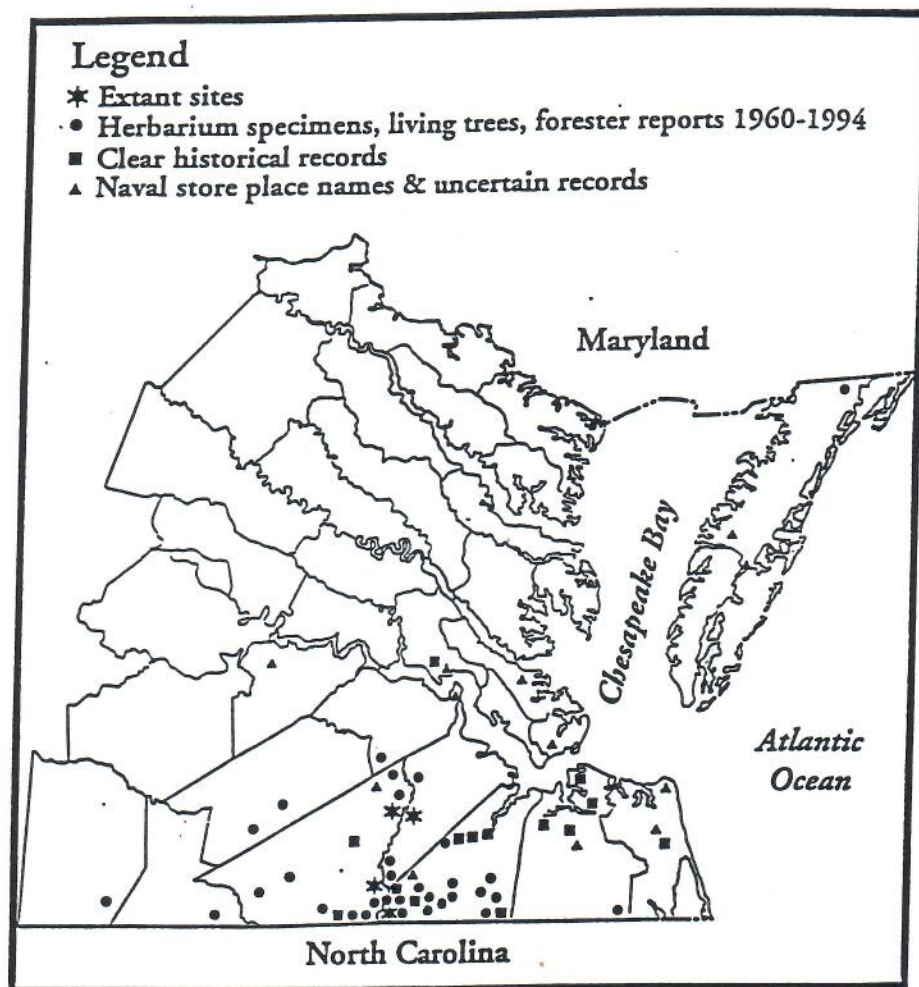 Legend
✶ Extant sites
• Herbarium specimens, living trees, forester reports 1960-1994
■ Clear historical records
▲ Naval store place names & uncertain records
Maryland
Chesapeake Bay
Atlantic
Ocean
North Carolina